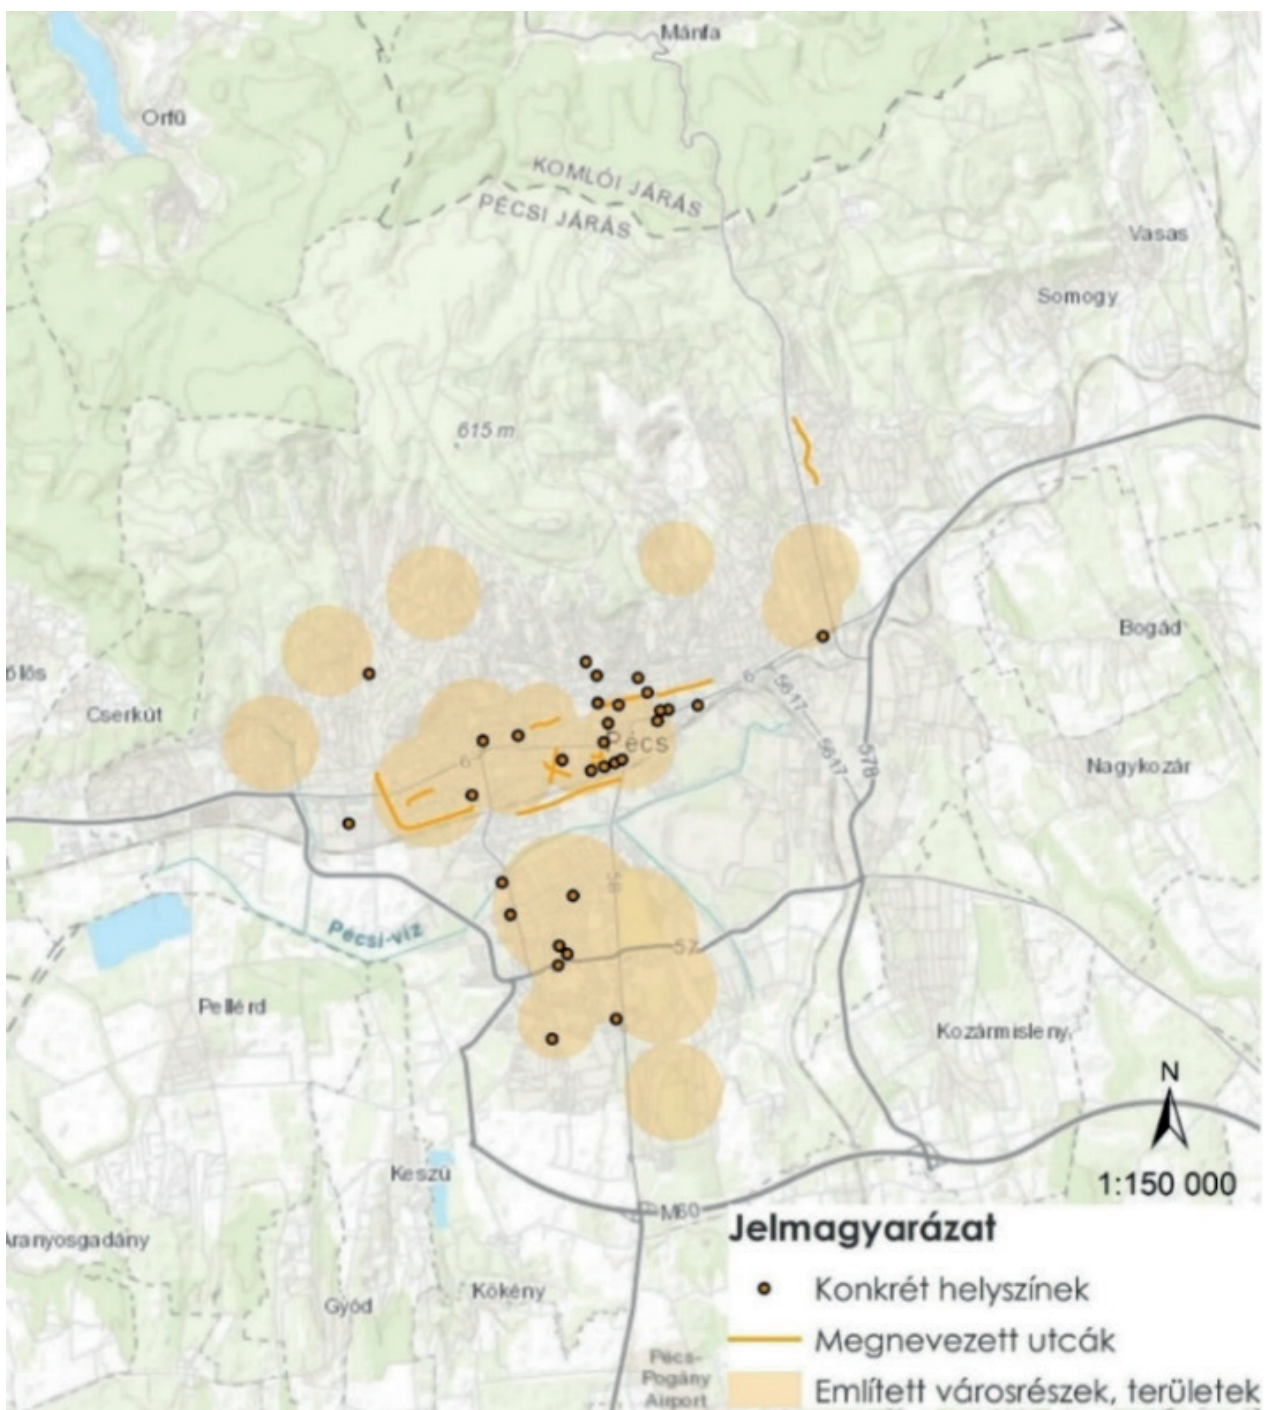 Mánfa
Orfű
KOMLÓI JÁRÁS
PÉCSI JÁRÁS
Vasas
Somogy
615 m
Bogád
ölös
6
5617
Cserkút
Pécs
6
5617
578
Nagykozár
58
Pécsi-víz
57
Pellérd
Kozármisleny
N
Keszü
1:150 000
M60
Jelmagyarázat
Aranyosgadány
Konkrét helyszínek
Kökény
Gyód
Megnevezett utcák
Pécs-
Pogány
Airport
Említett városrészek, területek